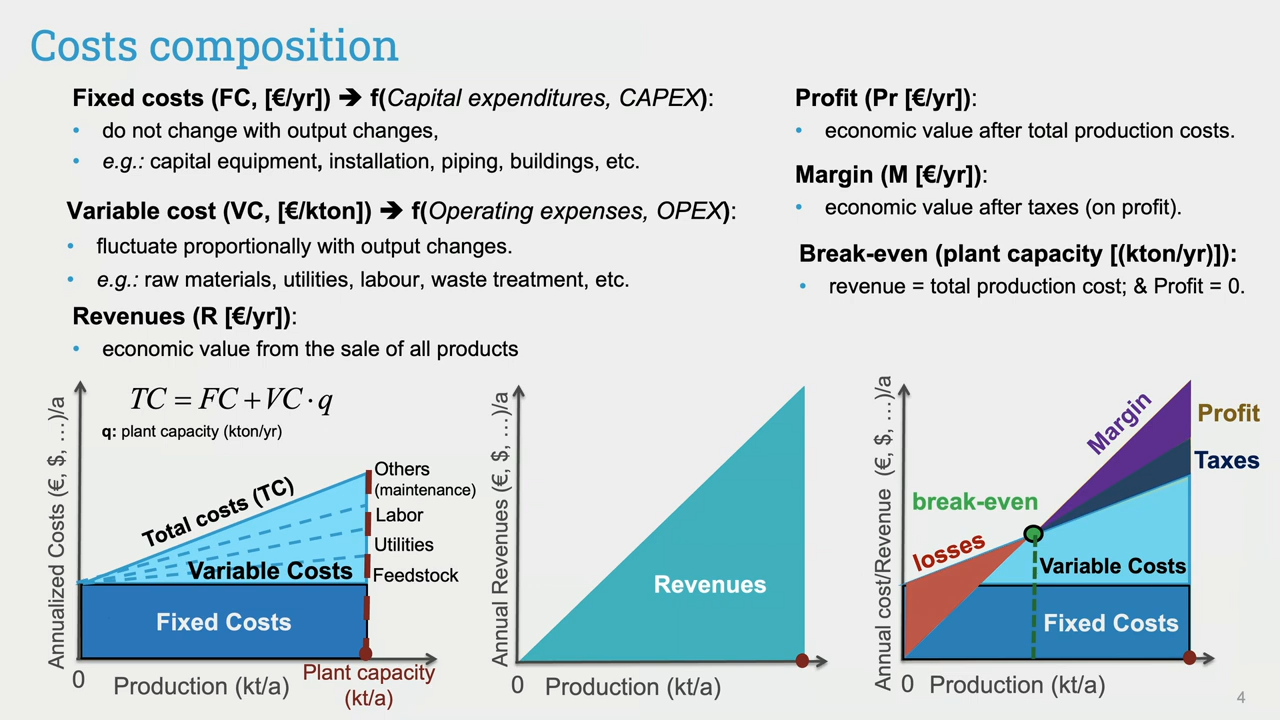 Costs composition
Fixed costs (FC, [€/yr]) ➔ f(Capital expenditures, CAPEX):
• do not change with output changes,
• e.g.: capital equipment, installation, piping, buildings, etc.
Variable cost (VC, [€/kton]) ➔ f(Operating expenses, OPEX):
• fluctuate proportionally with output changes.
• e.g.: raw materials, utilities, labour, waste treatment, etc.
Revenues (R [€/yr]):
• economic value from the sale of all products
Profit (Pr [€/yr]):
• economic value after total production costs.
Margin (M [€/yr]):
• economic value after taxes (on profit).
Break-even (plant capacity [(kton/yr)]):
• revenue = total production cost; & Profit = 0.
Annualized Costs (€, $, …)/a
TC = FC + VC · q
q: plant capacity (kton/yr)
Total costs (TC)
Others
(maintenance)
Labor
Utilities
Feedstock
Variable Costs
Fixed Costs
0
Production (kt/a)
Plant capacity
(kt/a)
Annual Revenues (€, $, …)/a
Revenues
0
Production (kt/a)
Annual cost/Revenue (€, $, …)/a
Margin
Profit
Taxes
break-even
losses
Variable Costs
Fixed Costs
0
Production (kt/a)
4